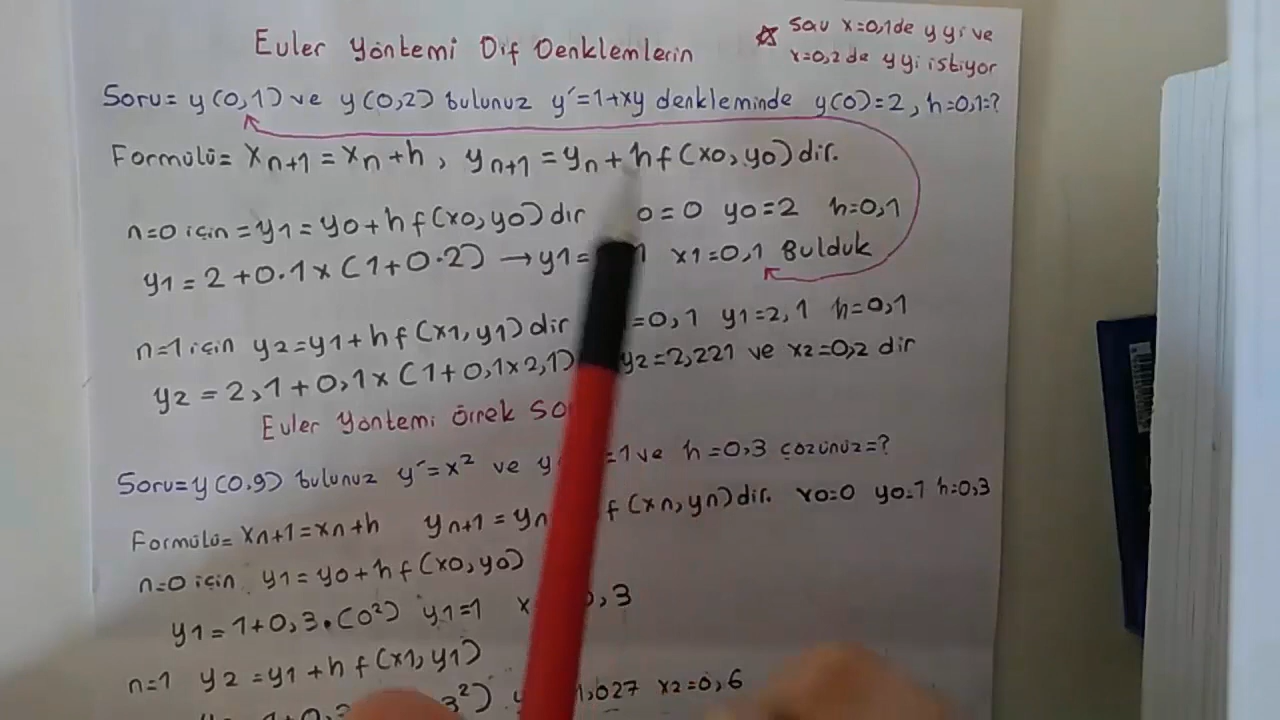 Euler Yöntemi Dif Denklemlerin
☆ Sav x=0,1de y yi ve
x=0,2 de y yi istiyor
Soru= y(0,1) ve y(0,2) bulunuz y'=1+xy denkleminde y(0)=2, h=0,1=?
Formülü= xn+1=xn+h, yn+1=yn+hf(x0,y0)dir.
n=0 için = y1=y0+hf(x0,y0)dir 0=0 y0=2 h=0,1
y1=2+0.1x(1+0.2) →y1= 1 x1=0,1 Bulduk
n=1 için y2=y1+hf(x1,y1)dir =0,1 y1=2,1 h=0,1
y2=2,1+0,1x(1+0,1x2,1) y2=2,221 ve x2=0,2 dir
Euler Yöntemi Örnek
Soru=y(0,9) bulunuz y'=x² ve y =1 ve h=0,3 çözünüz=?
Formülü= xn+1=xn+h yn+1=yn f(xn,yn)dir. x0=0 y0=1 h=0,3
n=0 için y1=y0+hf(x0,y0)
y1=1+0,3.(0²) y1=1 x 0,3
n=1 y2=y1+hf(x1,y1)
3²) 1,027 x2=0,6